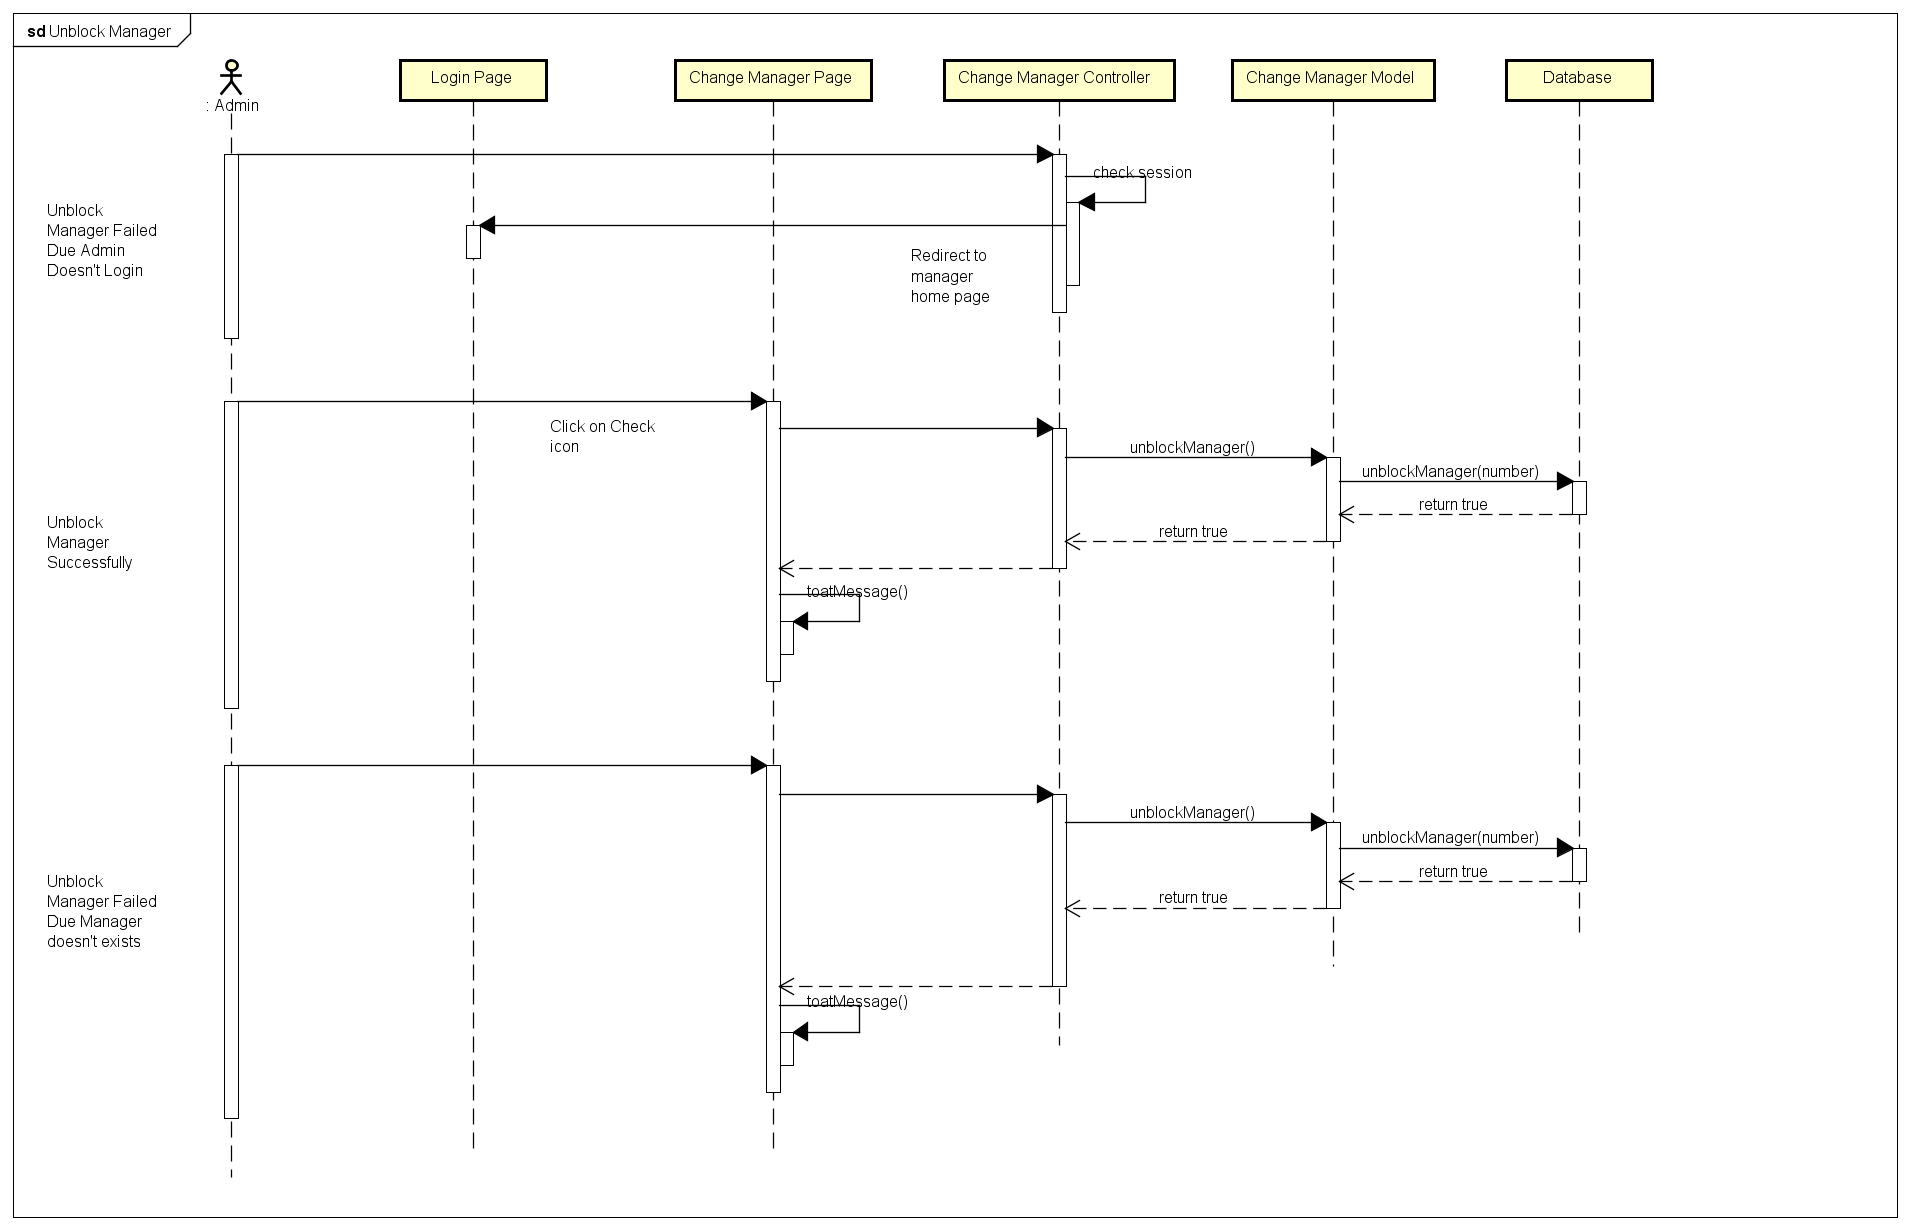 sd Unblock Manager
: Admin
Login Page
Change Manager Page
Change Manager Controller
Change Manager Model
Database
check session
Unblock
Manager Failed
Due Admin
Doesn't Login
Redirect to
manager
home page
Click on Check
icon
unblockManager()
unblockManager(number)
return true
return true
Unblock
Manager
Successfully
toatMessage()
unblockManager()
unblockManager(number)
return true
return true
Unblock
Manager Failed
Due Manager
doesn't exists
toatMessage()